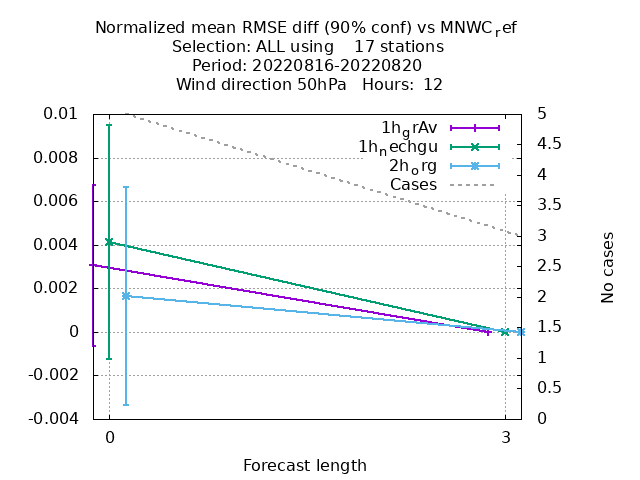 Normalized mean RMSE diff (90% conf) vs MNWC_ref
Selection: ALL using    17 stations
Period: 20220816-20220820
Wind direction 50hPa   Hours:  12
0.01
0.008
0.006
0.004
0.002
0
-0.002
-0.004
5
4.5
4
3.5
3
2.5
2
1.5
1
0.5
0
1h_grAv
1h_nechgu
2h_org
Cases
No cases
0
3
Forecast length